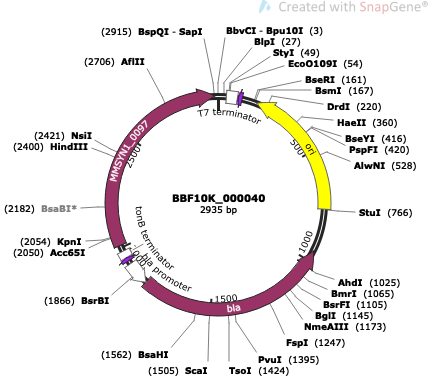 Created with SnapGene®
(2915) BspQI - SapI
BbvCI - Bpu10I (3)
BlpI (27)
StyI (49)
EcoO109I (54)
(2706) AflII
BseRI (161)
BsmI (167)
DrdI (220)
HaeII (360)
BseYI (416)
PspFI (420)
AlwNI (528)
T7 terminator
ori
500
(2421) NsiI
(2400) HindIII
MMSYN1_0097
2500
BBF10K_000040
2935 bp
(2182) BsaBI*
StuI (766)
tonB terminator
bla promoter
(2054) KpnI
(2050) Acc65I
1000
AhdI (1025)
BmrI (1065)
BsrFI (1105)
BglI (1145)
NmeAIII (1173)
(1866) BsrBI
1500
bla
FspI (1247)
PvuI (1395)
(1562) BsaHI
(1505) ScaI
TsoI (1424)